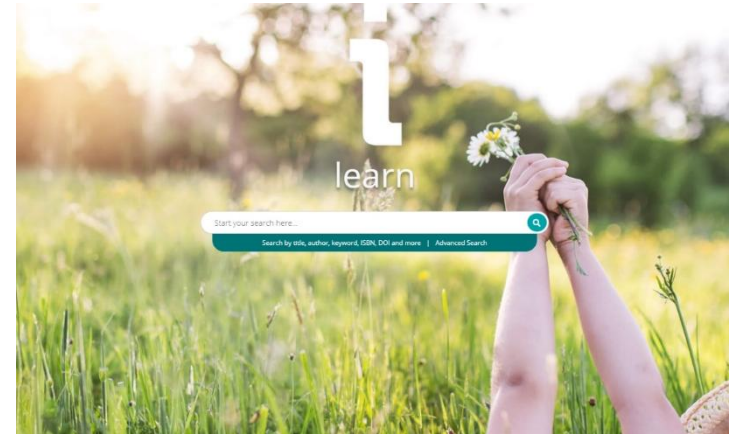 i
learn
Start your search here...
Search by title, author, keyword, ISBN, DOI and more | Advanced Search